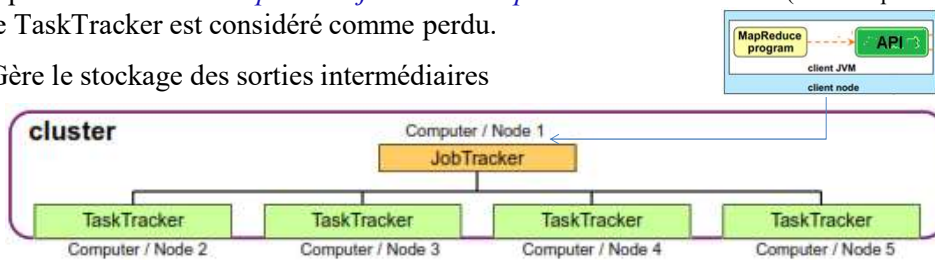 e TaskTracker est considéré comme perdu.
Gère le stockage des sorties intermédiaires
MapReduce
program
API
client JVM
client node
cluster
Computer / Node 1
JobTracker
TaskTracker TaskTracker TaskTracker TaskTracker
Computer / Node 2 Computer / Node 3 Computer / Node 4 Computer / Node 5